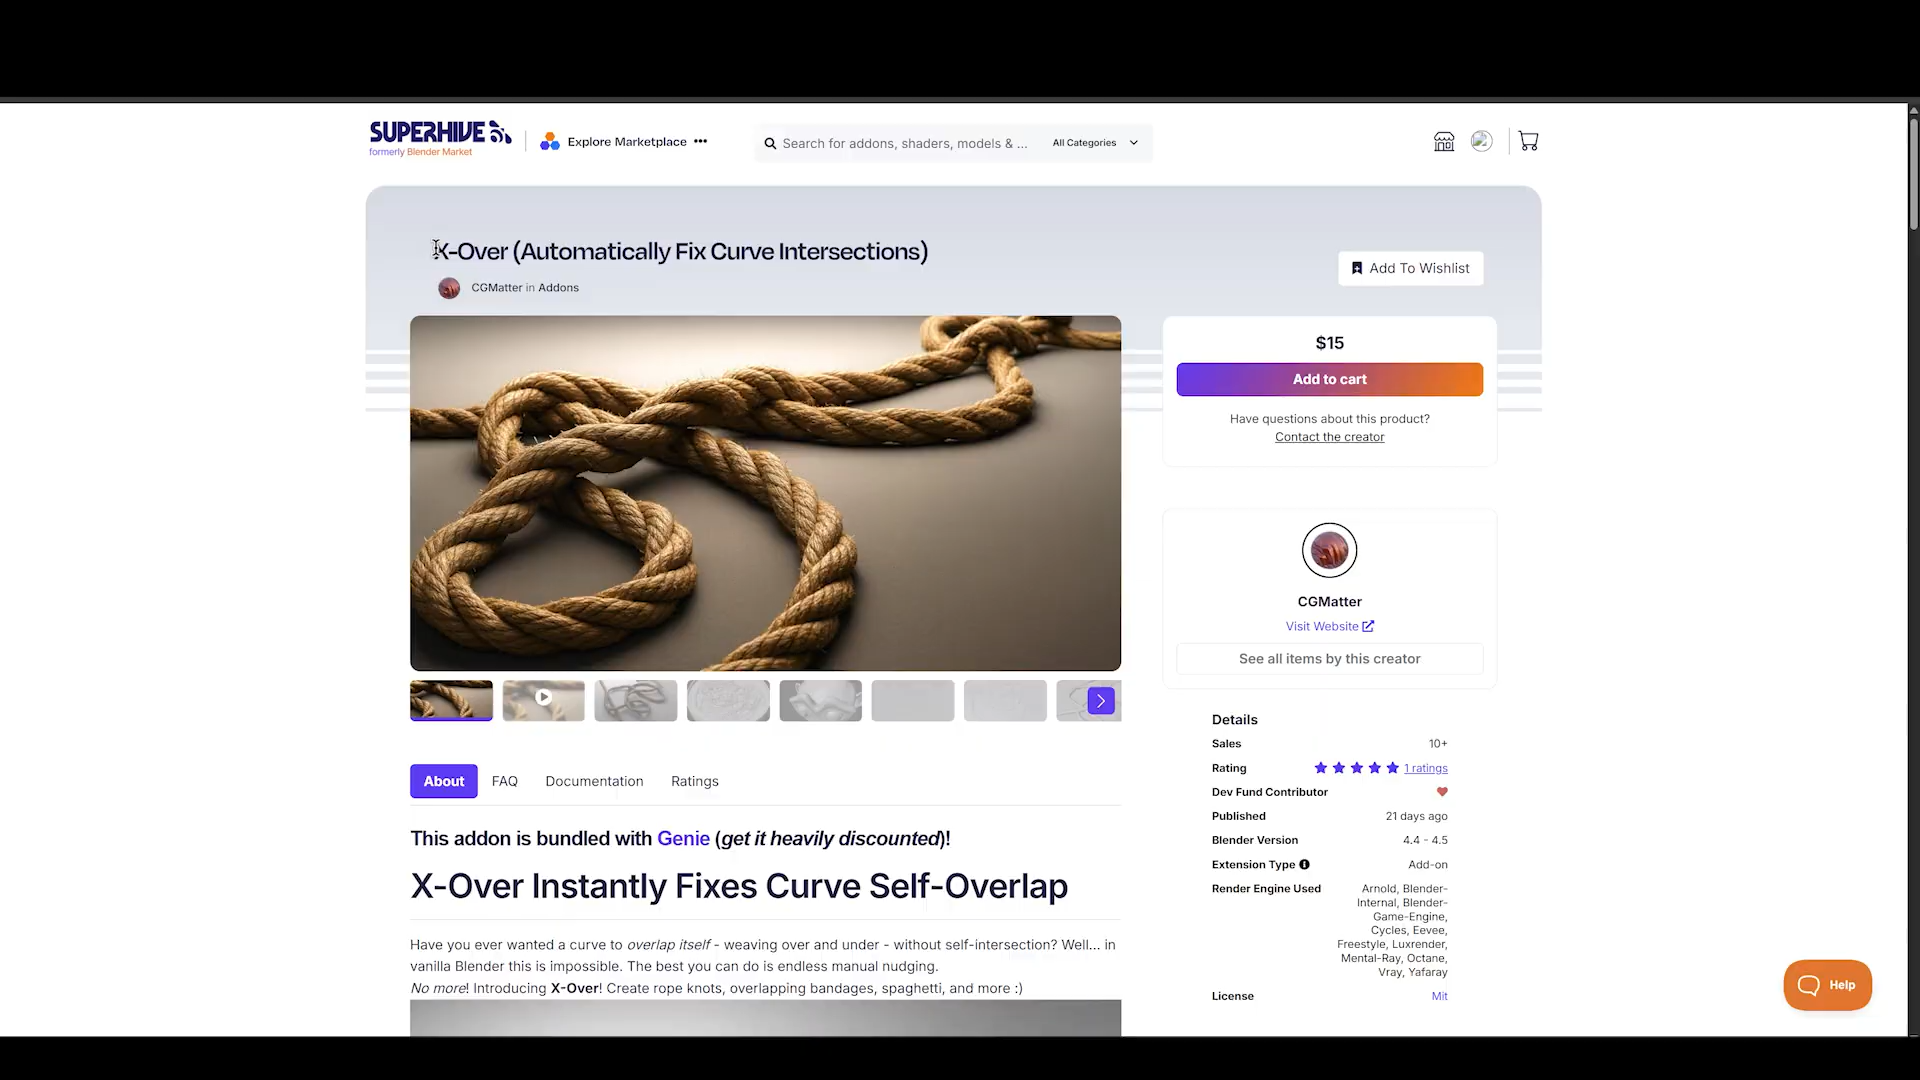 SUPERHIVE
formerly Blender Market
Explore Marketplace •••
Search for addons, shaders, models & ...
All Categories
X-Over (Automatically Fix Curve Intersections)
CGMatter in Addons
Add To Wishlist
$15
Add to cart
Have questions about this product?
Contact the creator
CGMatter
Visit Website
See all items by this creator
About
FAQ
Documentation
Ratings
This addon is bundled with Genie (get it heavily discounted)!
X-Over Instantly Fixes Curve Self-Overlap
Have you ever wanted a curve to overlap itself - weaving over and under - without self-intersection? Well... in
vanilla Blender this is impossible. The best you can do is endless manual nudging.
No more! Introducing X-Over! Create rope knots, overlapping bandages, spaghetti, and more :)
Details
Sales 10+
Rating 1 ratings
Dev Fund Contributor
Published 21 days ago
Blender Version 4.4 - 4.5
Extension Type Add-on
Render Engine Used Arnold, Blender-
Internal, Blender-
Game-Engine,
Cycles, Eevee,
Freestyle, Luxrender,
Mental-Ray, Octane,
Vray, Yafaray
License Mit
Help